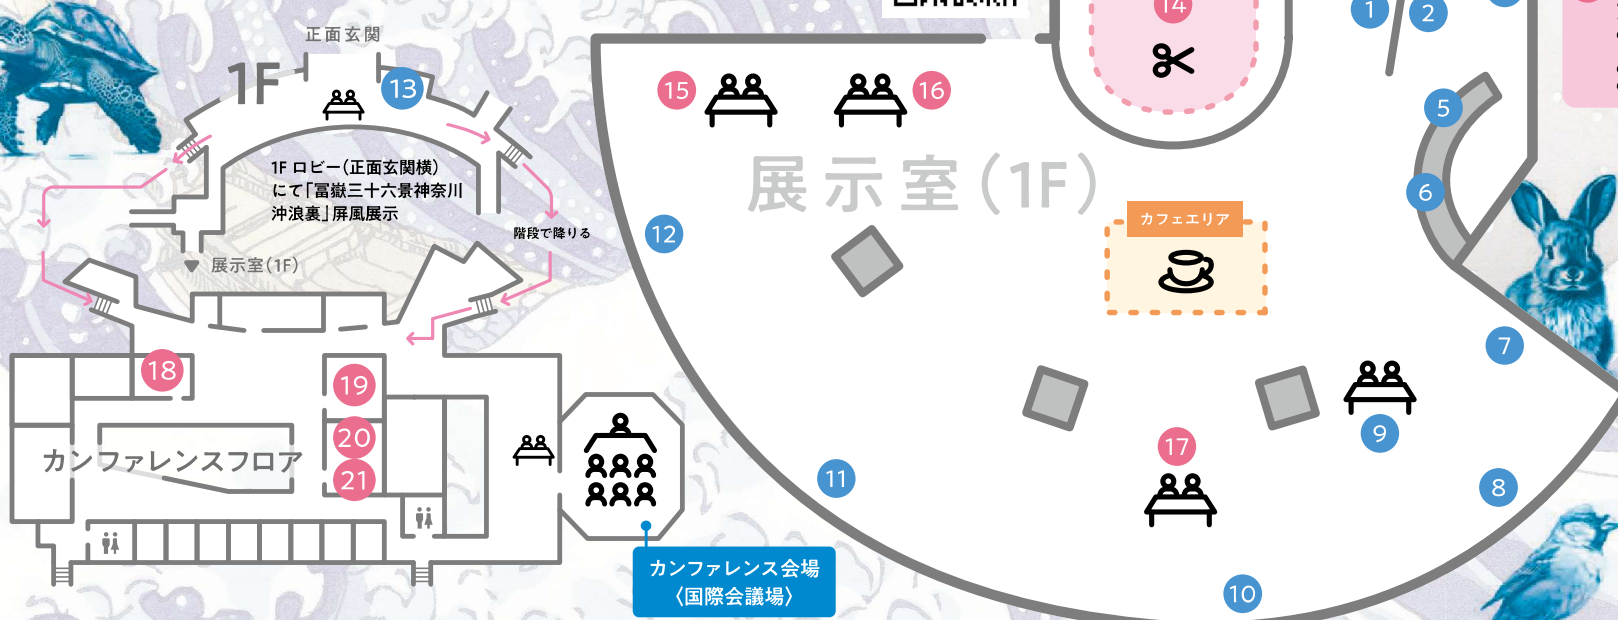 正面玄関
1F
13
1F ロビー(正面玄関横)
にて「冨嶽三十六景神奈川
沖浪裏」屏風展示
階段で降りる
展示室(1F)
18
19
20
21
カンファレンスフロア
カンファレンス会場
〈国際会議場〉
14
1
2
15
16
5
展示室(1F)
6
カフェエリア
12
7
9
17
11
8
10